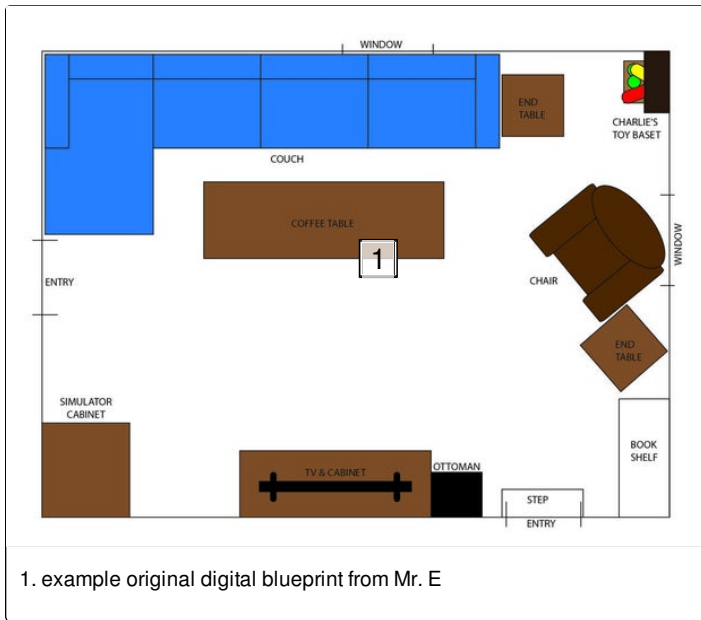 WINDOW
END
TABLE
CHARLIE'S
TOY BASET
COUCH
COFFEE TABLE
1
WINDOW
CHAIR
ENTRY
END
TABLE
SIMULATOR
CABINET
BOOK
SHELF
TV & CABINET
OTTOMAN
STEP
ENTRY
1. example original digital blueprint from Mr. E